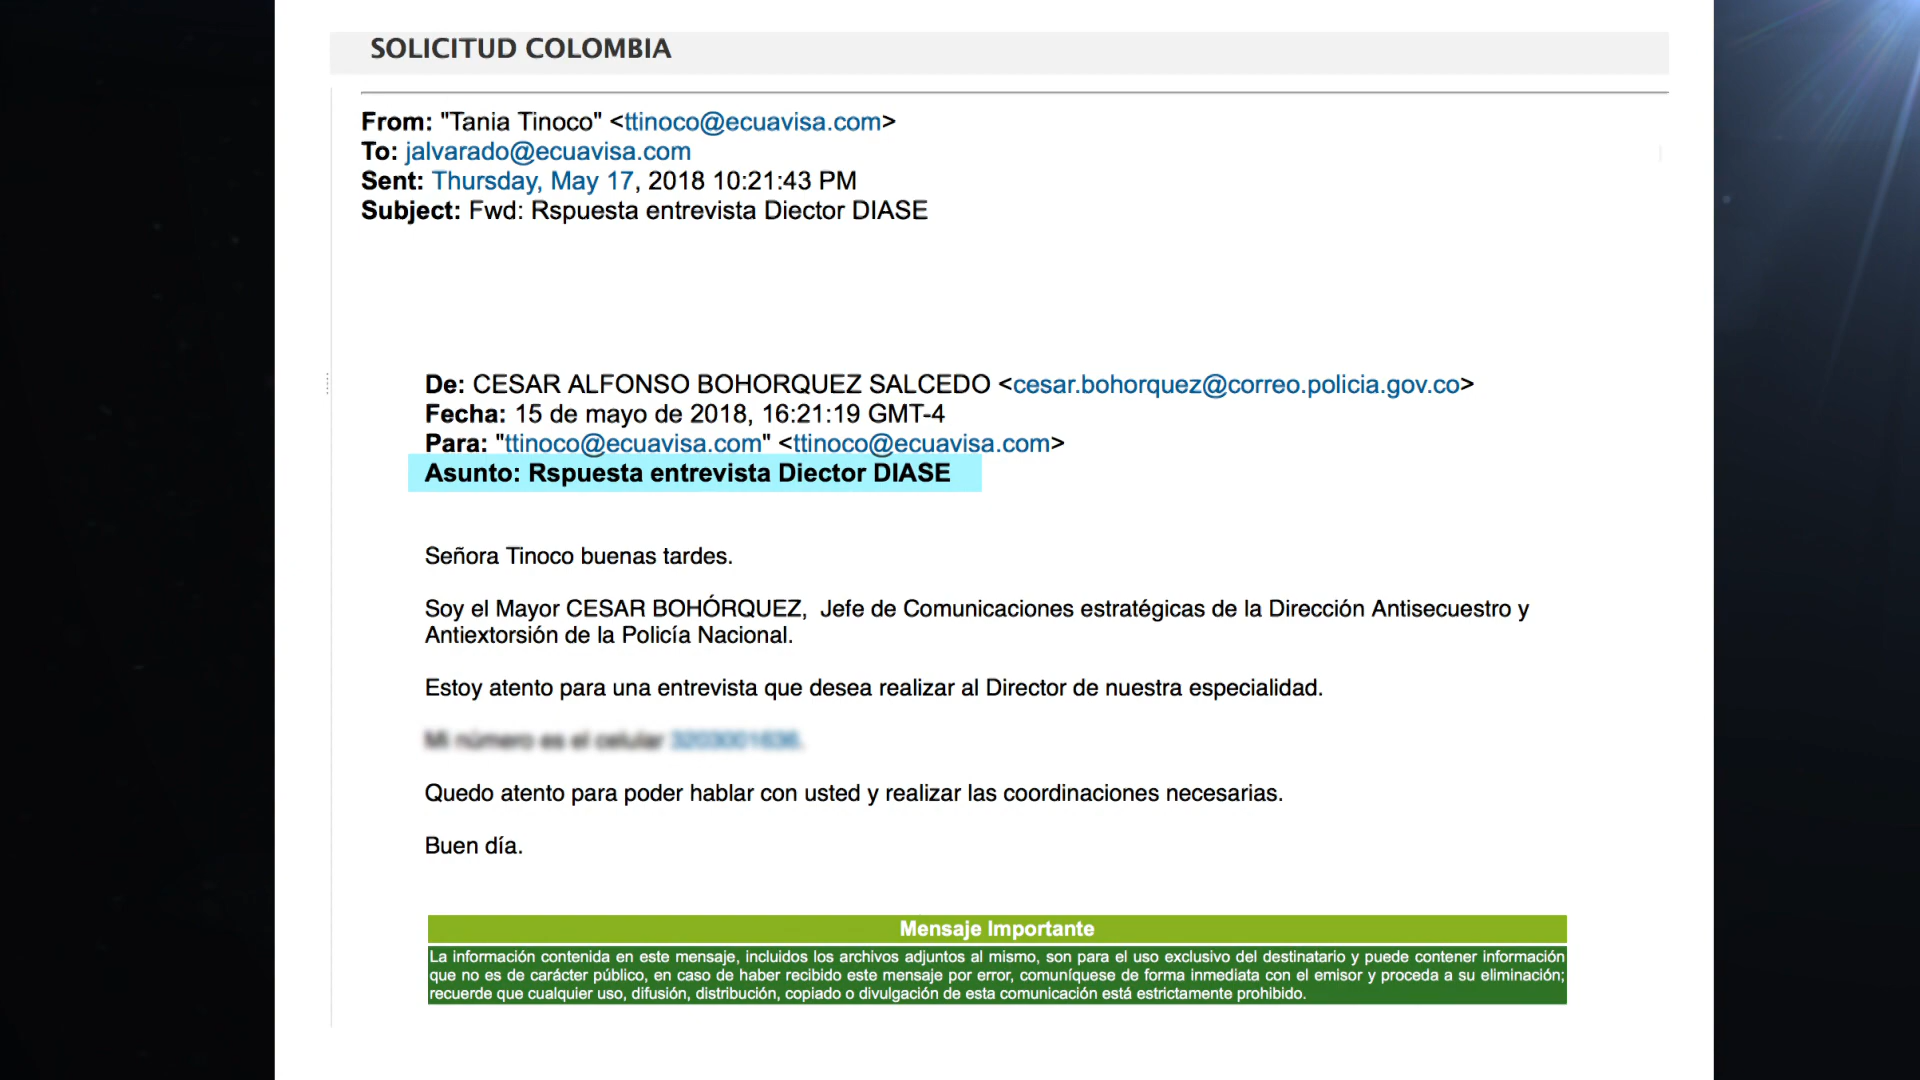 SOLICITUD COLOMBIA
From: "Tania Tinoco" <ttinoco@ecuavisa.com>
To: jalvarado@ecuavisa.com
Sent: Thursday, May 17, 2018 10:21:43 PM
Subject: Fwd: Rspuesta entrevista Diector DIASE
De: CESAR ALFONSO BOHORQUEZ SALCEDO <cesar.bohorquez@correo.policia.gov.co>
Fecha: 15 de mayo de 2018, 16:21:19 GMT-4
Para: "ttinoco@ecuavisa.com" <ttinoco@ecuavisa.com>
Asunto: Rspuesta entrevista Diector DIASE
Señora Tinoco buenas tardes.
Soy el Mayor CESAR BOHÓRQUEZ, Jefe de Comunicaciones estratégicas de la Dirección Antisecuestro y
Antiextorsión de la Policía Nacional.
Estoy atento para una entrevista que desea realizar al Director de nuestra especialidad.
Quedo atento para poder hablar con usted y realizar las coordinaciones necesarias.
Buen día.
Mensaje Importante
La información contenida en este mensaje, incluidos los archivos adjuntos al mismo, son para el uso exclusivo del destinatario y puede contener información
que no es de carácter público, en caso de haber recibido este mensaje por error, comuníquese de forma inmediata con el emisor y proceda a su eliminación;
recuerde que cualquier uso, difusión, distribución, copiado o divulgación de esta comunicación está estrictamente prohibido.